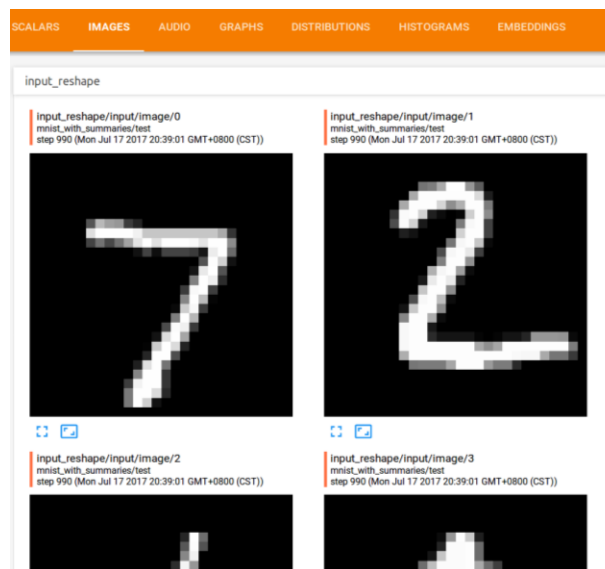 SCALARS IMAGES AUDIO GRAPHS DISTRIBUTIONS HISTOGRAMS EMBEDDINGS
input_reshape
input_reshape/input/image/0
mnist_with_summaries/test
step 990 (Mon Jul 17 2017 20:39:01 GMT+0800 (CST))
7
input_reshape/input/image/1
mnist_with_summaries/test
step 990 (Mon Jul 17 2017 20:39:01 GMT+0800 (CST))
2
input_reshape/input/image/2
mnist_with_summaries/test
step 990 (Mon Jul 17 2017 20:39:01 GMT+0800 (CST))
input_reshape/input/image/3
mnist_with_summaries/test
step 990 (Mon Jul 17 2017 20:39:01 GMT+0800 (CST))